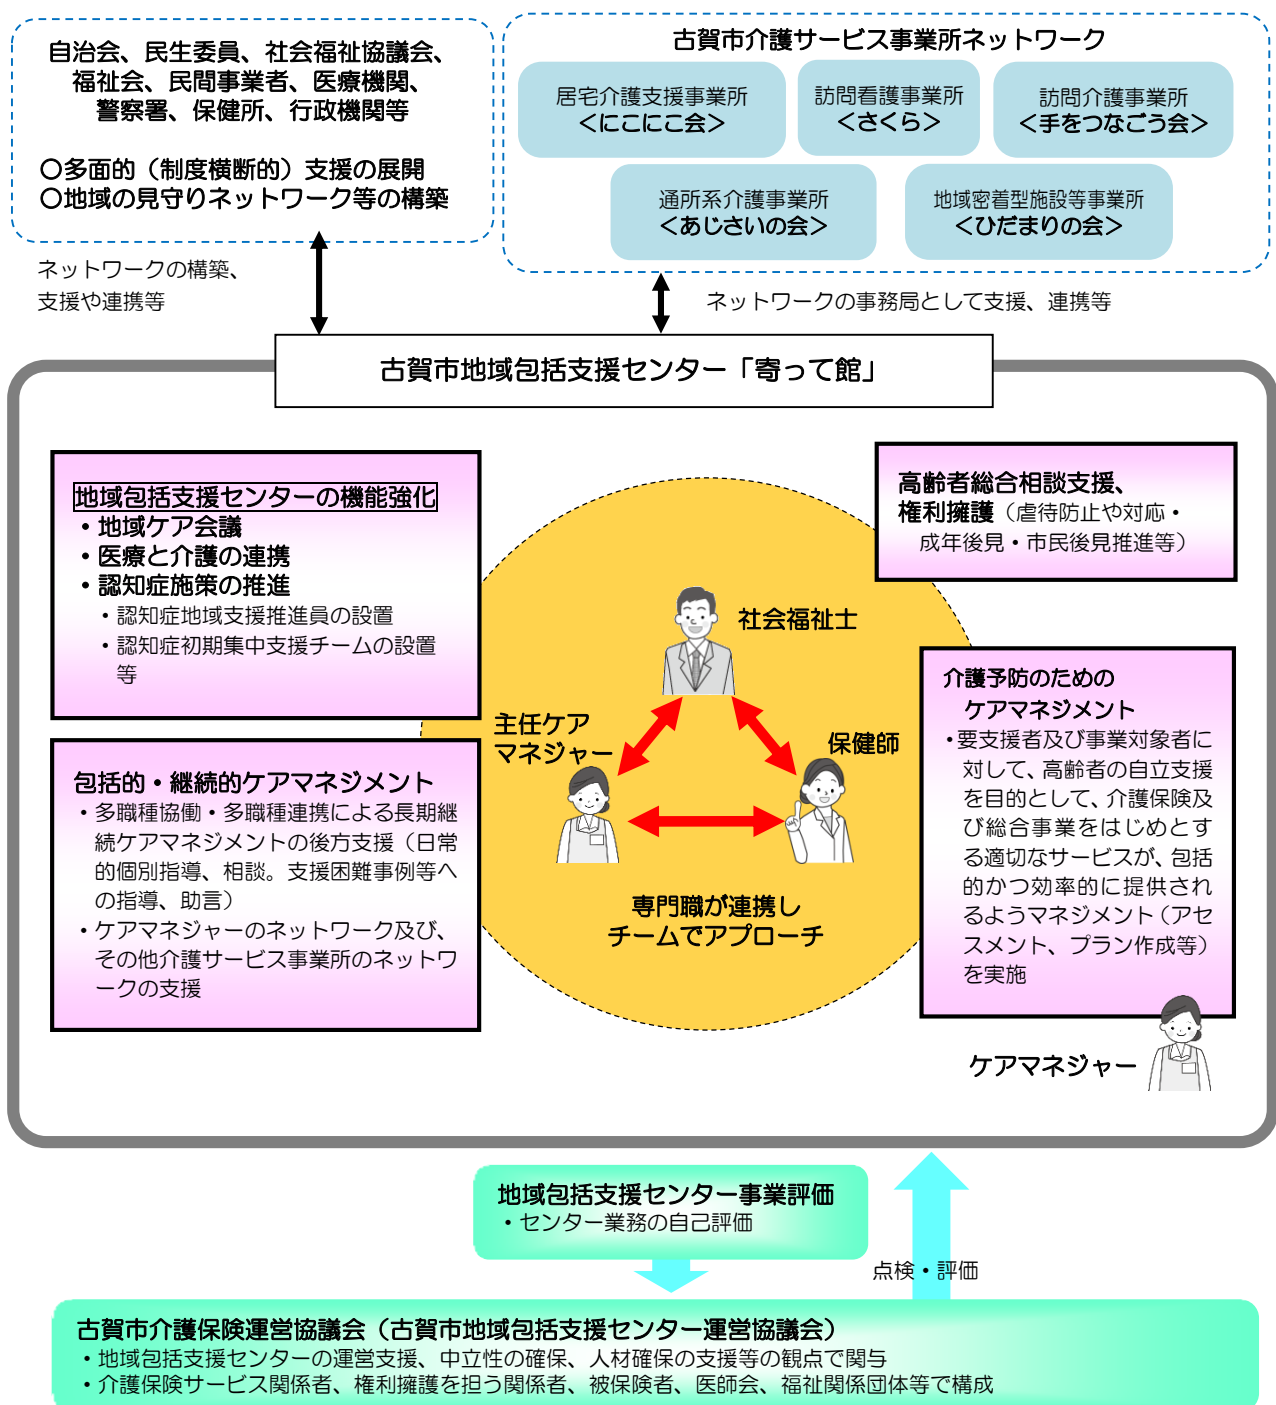 自治会、民生委員、社会福祉協議会、
福祉会、民間事業者、医療機関、
警察署、保健所、行政機関等
〇多面的（制度横断的）支援の展開
〇地域の見守りネットワーク等の構築
古賀市介護サービス事業所ネットワーク
居宅介護支援事業所
＜にこにこ会＞
訪問看護事業所
＜さくら＞
訪問介護事業所
＜手をつなごう会＞
通所系介護事業所
＜あじさいの会＞
地域密着型施設等事業所
＜ひだまりの会＞
ネットワークの構築、
支援や連携等
ネットワークの事務局として支援、連携等
古賀市地域包括支援センター「寄って館」
地域包括支援センターの機能強化
・地域ケア会議
・医療と介護の連携
・認知症施策の推進
・認知症地域支援推進員の設置
・認知症初期集中支援チームの設置
等
高齢者総合相談支援、
権利擁護（虐待防止や対応・
成年後見・市民後見推進等）
社会福祉士
主任ケア
マネジャー
保健師
専門職が連携し
チームでアプローチ
包括的・継続的ケアマネジメント
・多職種協働・多職種連携による長期継
続ケアマネジメントの後方支援（日常
的個別指導、相談。支援困難事例等へ
の指導、助言）
・ケアマネジャーのネットワーク及び、
その他介護サービス事業所のネットワ
ークの支援
介護予防のための
ケアマネジメント
・要支援者及び事業対象者に
対して、高齢者の自立支援
を目的として、介護保険及
び総合事業をはじめとす
る適切なサービスが、包括
的かつ効率的に提供され
るようマネジメント（アセ
スメント、プラン作成等）
を実施
ケアマネジャー
地域包括支援センター事業評価
・センター業務の自己評価
点検・評価
古賀市介護保険運営協議会（古賀市地域包括支援センター運営協議会）
・地域包括支援センターの運営支援、中立性の確保、人材確保の支援等の観点で関与
・介護保険サービス関係者、権利擁護を担う関係者、被保険者、医師会、福祉関係団体等で構成